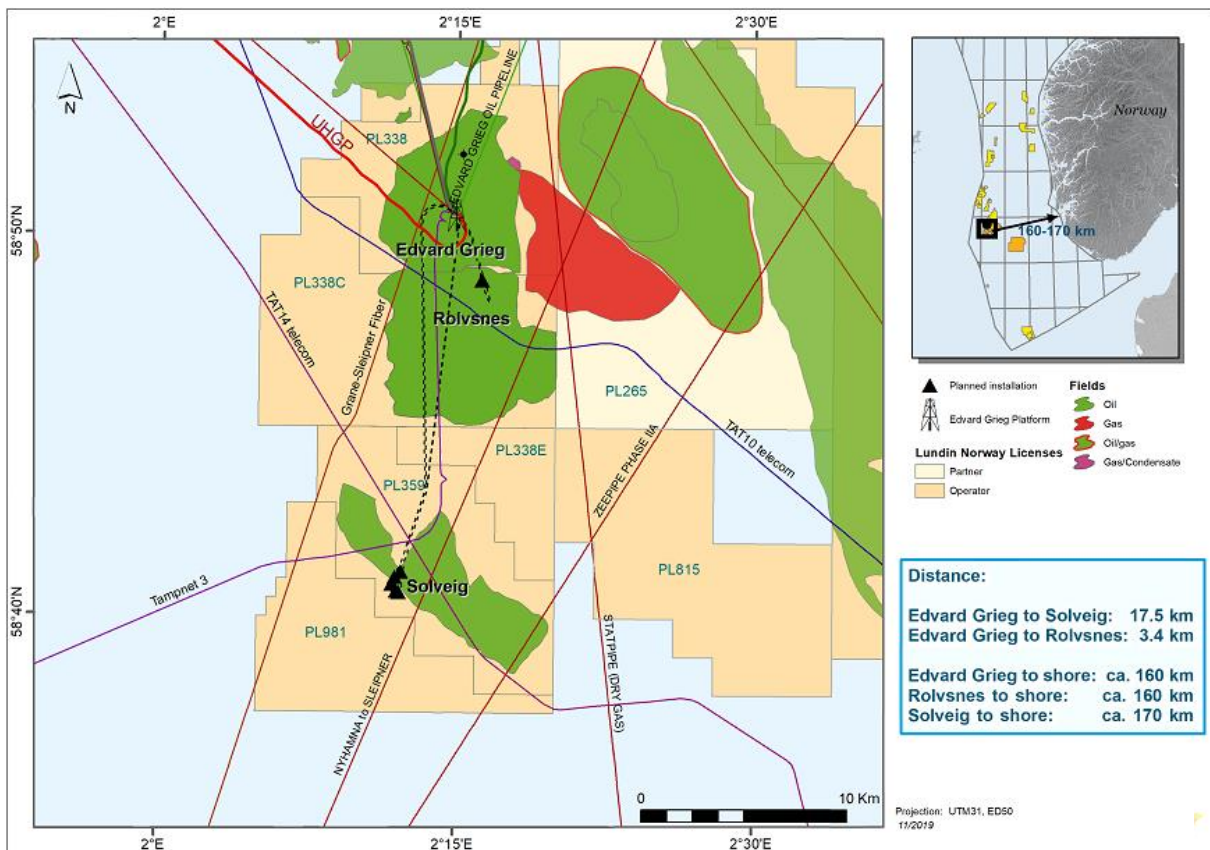 2°E
2°15'E
2°30'E
N
UHGP
PL338
EDVARD GRIEG OIL PIPELINE
58°50'N
Edvard Grieg
PL338C
Rolvsnes
TAT14 telecom
Grane-Sleipner Fiber
PL265
PL338E
PL359
TAT10 telecom
ZEEPIPE PHASE IIA
Solveig
Tampnet 3
58°40'N
PL815
PL981
NYHAMNA to SLEIPNER
STATPIPE (DRY GAS)
0
10 Km
2°E
2°15'E
2°30'E
Norway
160-170 km
Planned installation
Edvard Grieg Platform
Lundin Norway Licenses
Partner
Operator
Fields
Oil
Gas
Oil/gas
Gas/Condensate
Distance:
Edvard Grieg to Solveig: 17.5 km
Edvard Grieg to Rolvsnes: 3.4 km
Edvard Grieg to shore: ca. 160 km
Rolvsnes to shore: ca. 160 km
Solveig to shore: ca. 170 km
Projection: UTM31, ED50
11/2019